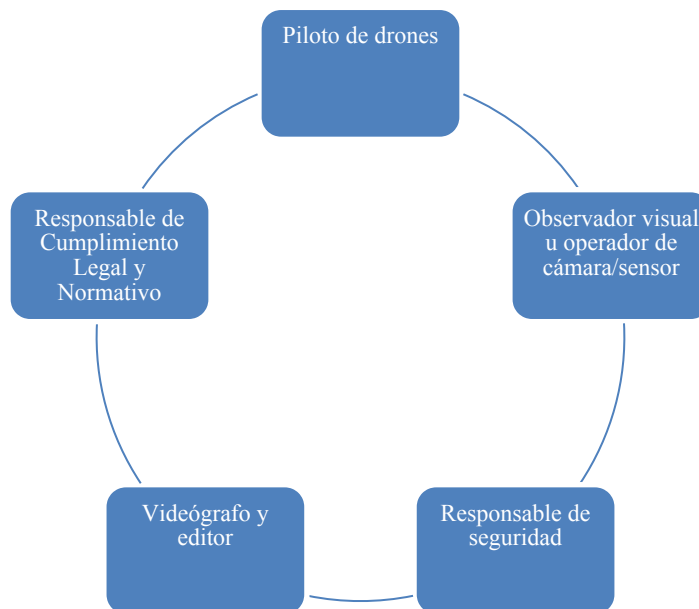 Piloto de drones
Observador visual
u operador de
cámara/sensor
Responsable de
seguridad
Videógrafo y
editor
Responsable de
Cumplimiento
Legal y
Normativo